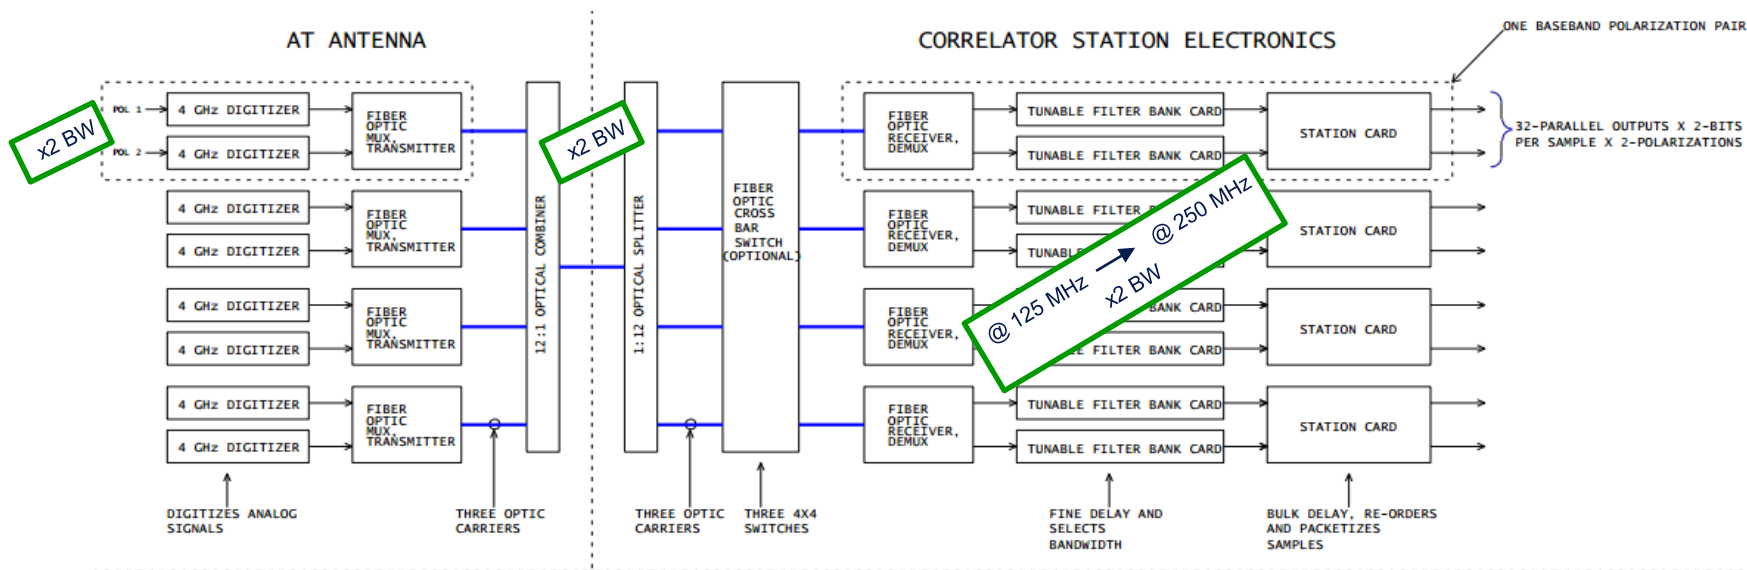 AT ANTENNA
CORRELATOR STATION ELECTRONICS
ONE BASEBAND POLARIZATION PAIR
x2 BW
POL 1
POL 2
4 GHz DIGITIZER
4 GHz DIGITIZER
FIBER
OPTIC
MUX,
TRANSMITTER
x2 BW
FIBER
OPTIC
RECEIVER,
DEMUX
TUNABLE FILTER BANK CARD
TUNABLE FILTER BANK CARD
STATION CARD
32-PARALLEL OUTPUTS X 2-BITS
PER SAMPLE X 2-POLARIZATIONS
4 GHz DIGITIZER
4 GHz DIGITIZER
FIBER
OPTIC
MUX,
TRANSMITTER
12:1 OPTICAL COMBINER
1:12 OPTICAL SPLITTER
FIBER
OPTIC
CROSS
BAR
SWITCH
(OPTIONAL)
FIBER
OPTIC
RECEIVER,
DEMUX
TUNABLE FILTER
TUNABLE
STATION CARD
@ 125 MHz @ 250 MHz
x2 BW
4 GHz DIGITIZER
4 GHz DIGITIZER
FIBER
OPTIC
MUX,
TRANSMITTER
FIBER
OPTIC
RECEIVER,
DEMUX
BANK CARD
FILTER BANK CARD
STATION CARD
4 GHz DIGITIZER
4 GHz DIGITIZER
FIBER
OPTIC
MUX,
TRANSMITTER
FIBER
OPTIC
RECEIVER,
DEMUX
TUNABLE FILTER BANK CARD
TUNABLE FILTER BANK CARD
STATION CARD
DIGITIZES ANALOG
SIGNALS
THREE OPTIC
CARRIERS
THREE OPTIC
CARRIERS
THREE 4X4
SWITCHES
FINE DELAY AND
SELECTS
BANDWIDTH
BULK DELAY, RE-ORDERS
AND PACKETIZES
SAMPLES